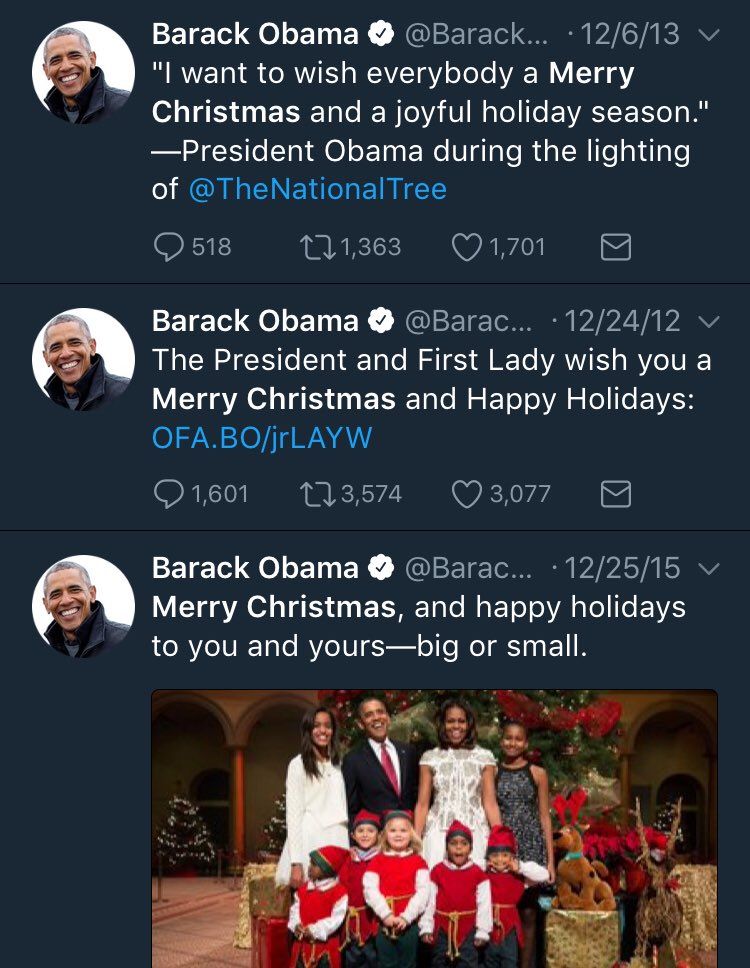 Barack Obama @Barack... · 12/6/13
"I want to wish everybody a Merry
Christmas and a joyful holiday season."
—President Obama during the lighting
of @TheNationalTree
518 1,363 1,701
Barack Obama @Barac... · 12/24/12
The President and First Lady wish you a
Merry Christmas and Happy Holidays:
OFA.BO/jrLAYW
1,601 3,574 3,077
Barack Obama @Barac... · 12/25/15
Merry Christmas, and happy holidays
to you and yours—big or small.